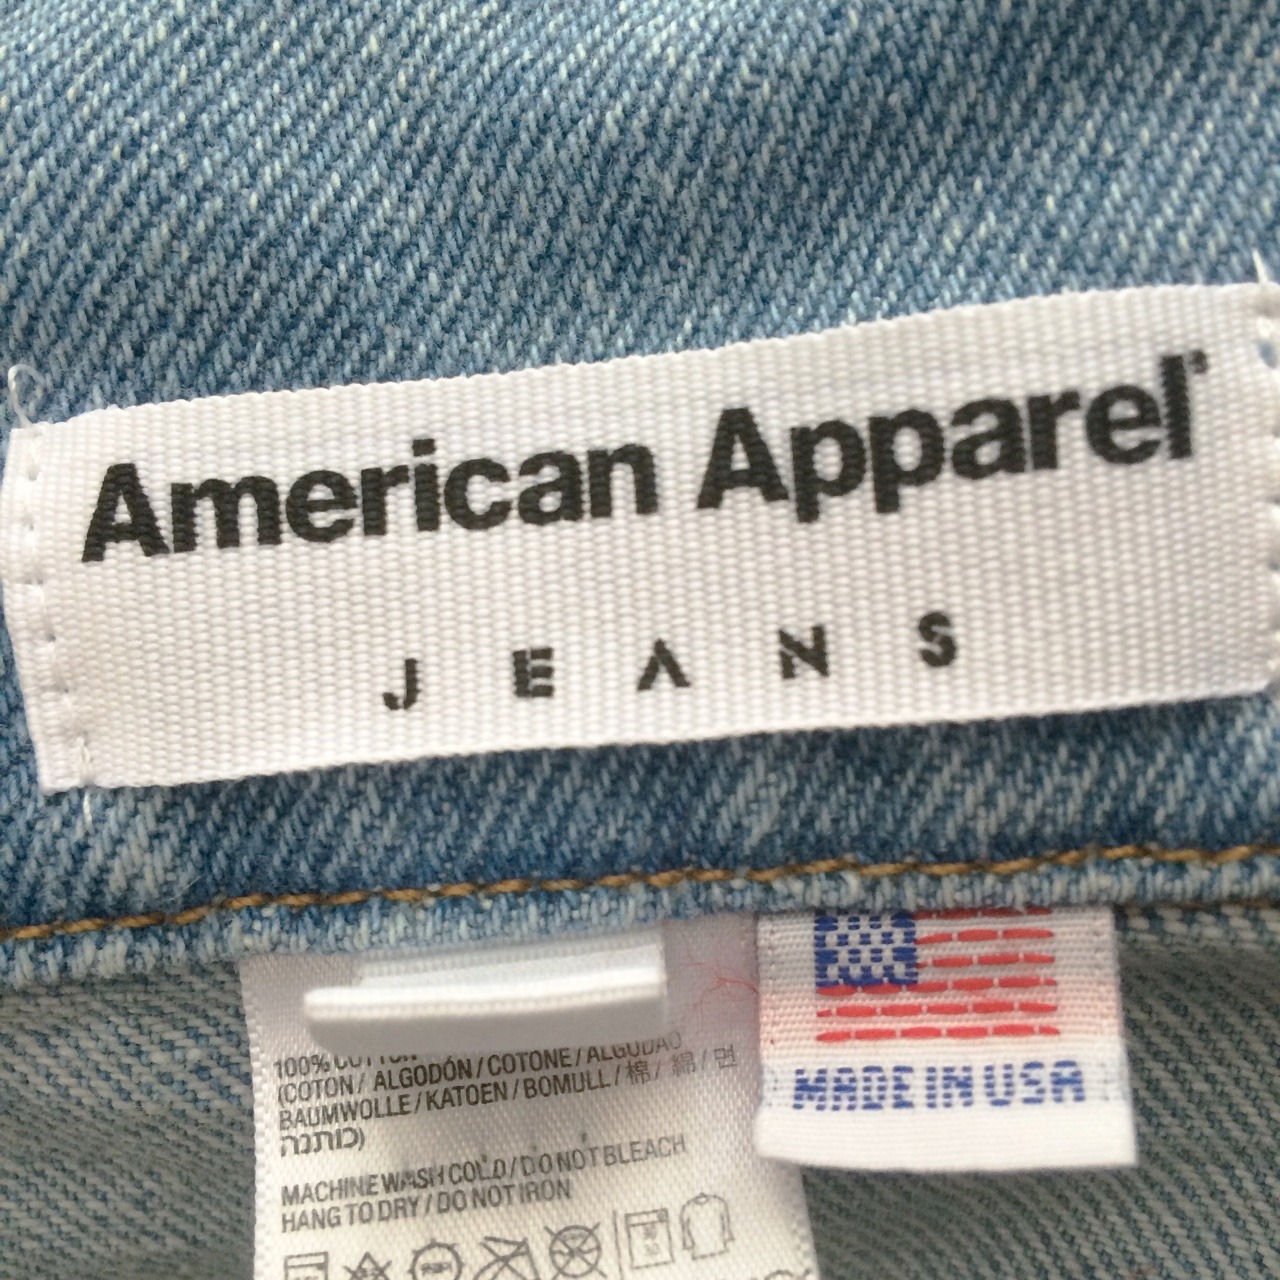 American Apparel
JEANS
100% COTTON
(COTON / ALGODÓN / COTONE / ALGODÃO
BAUMWOLLE / KATOEN / BOMULL / 棉 / 綿 / 면
כותנה)
MACHINE WASH COLD / DO NOT BLEACH
HANG TO DRY / DO NOT IRON
MADE IN USA